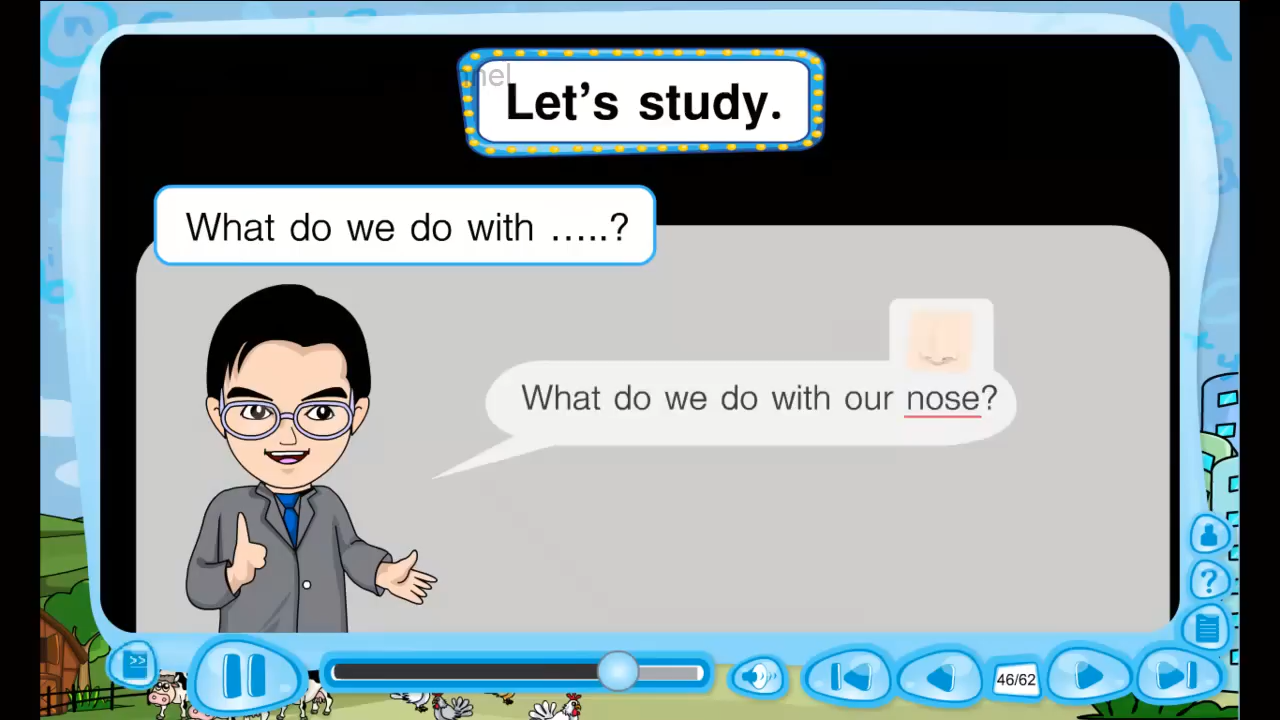 Let's study.
What do we do with .....?
What do we do with our nose?
46/62